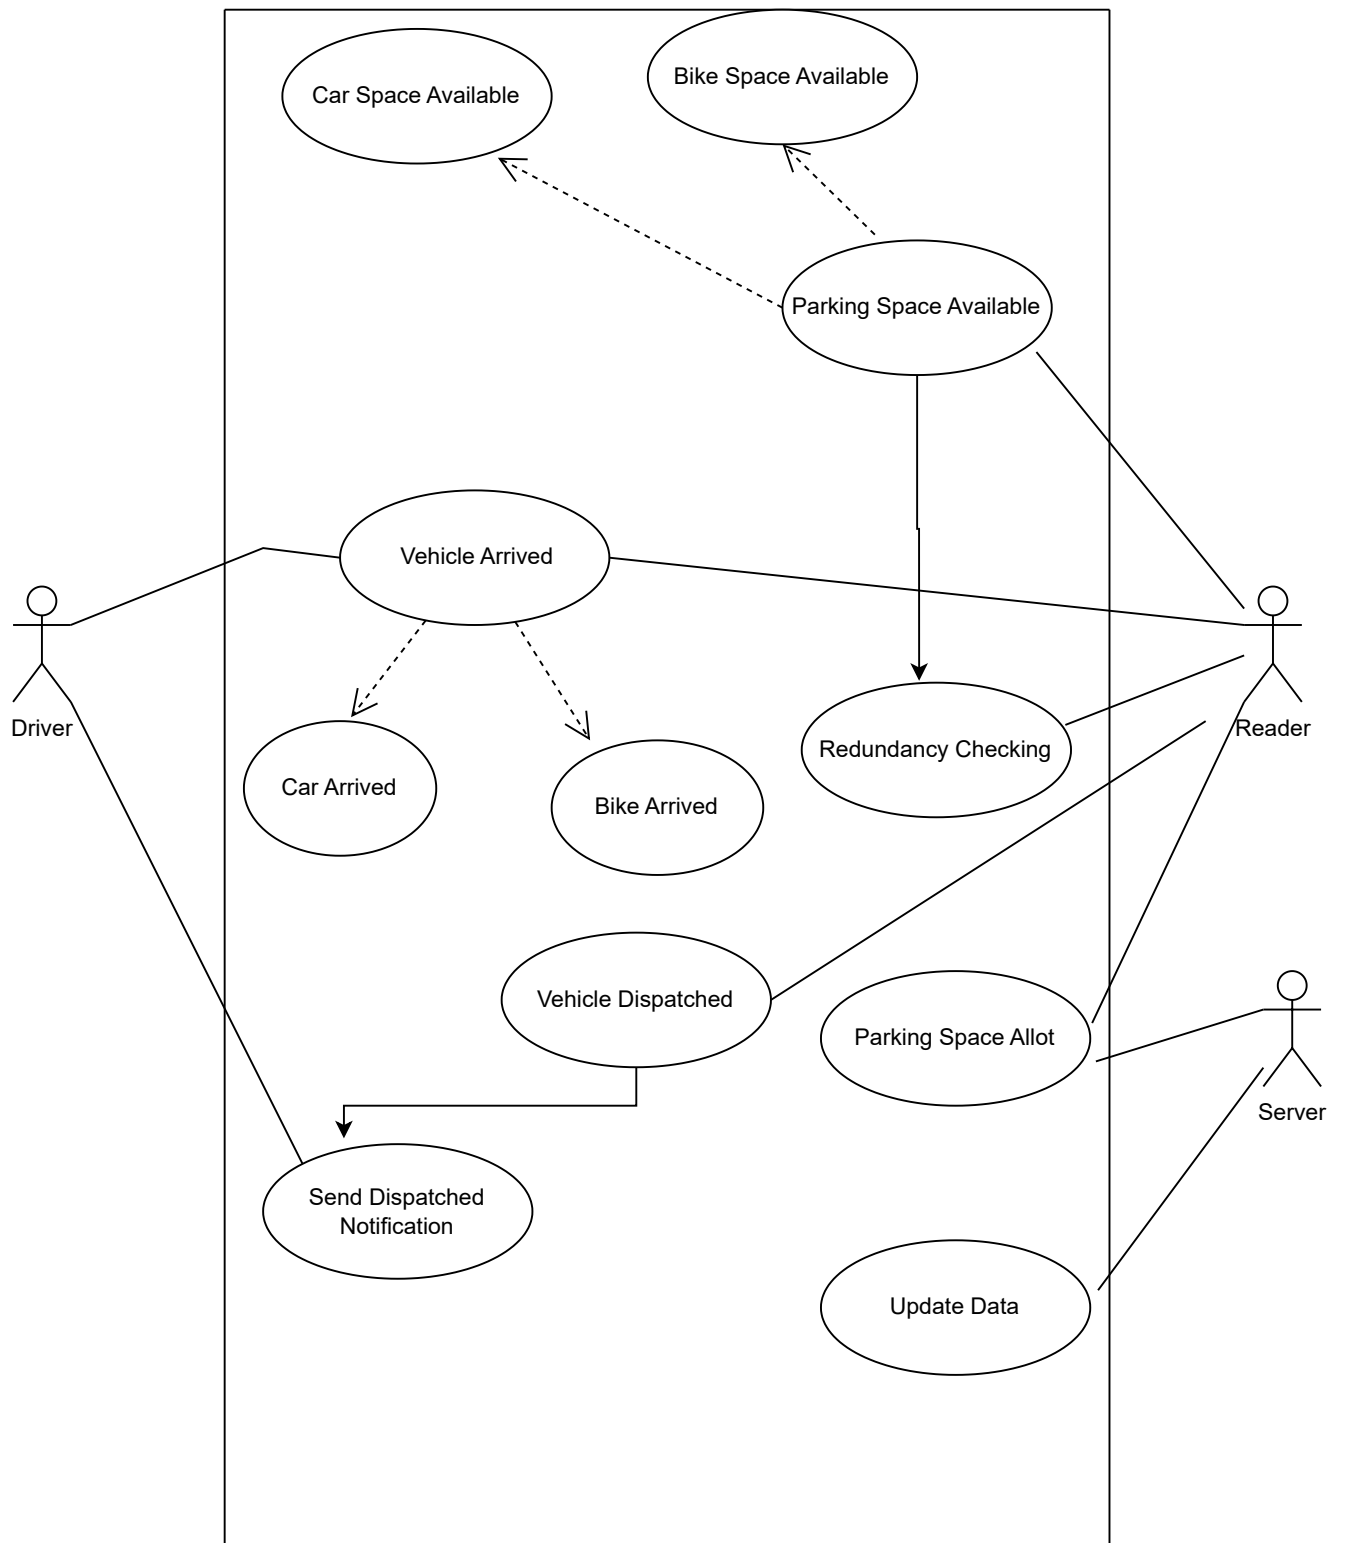 Car Space Available
Bike Space Available
Parking Space Available
Vehicle Arrived
Driver
Reader
Redundancy Checking
Car Arrived
Bike Arrived
Vehicle Dispatched
Parking Space Allot
Server
Send Dispatched
Notification
Update Data